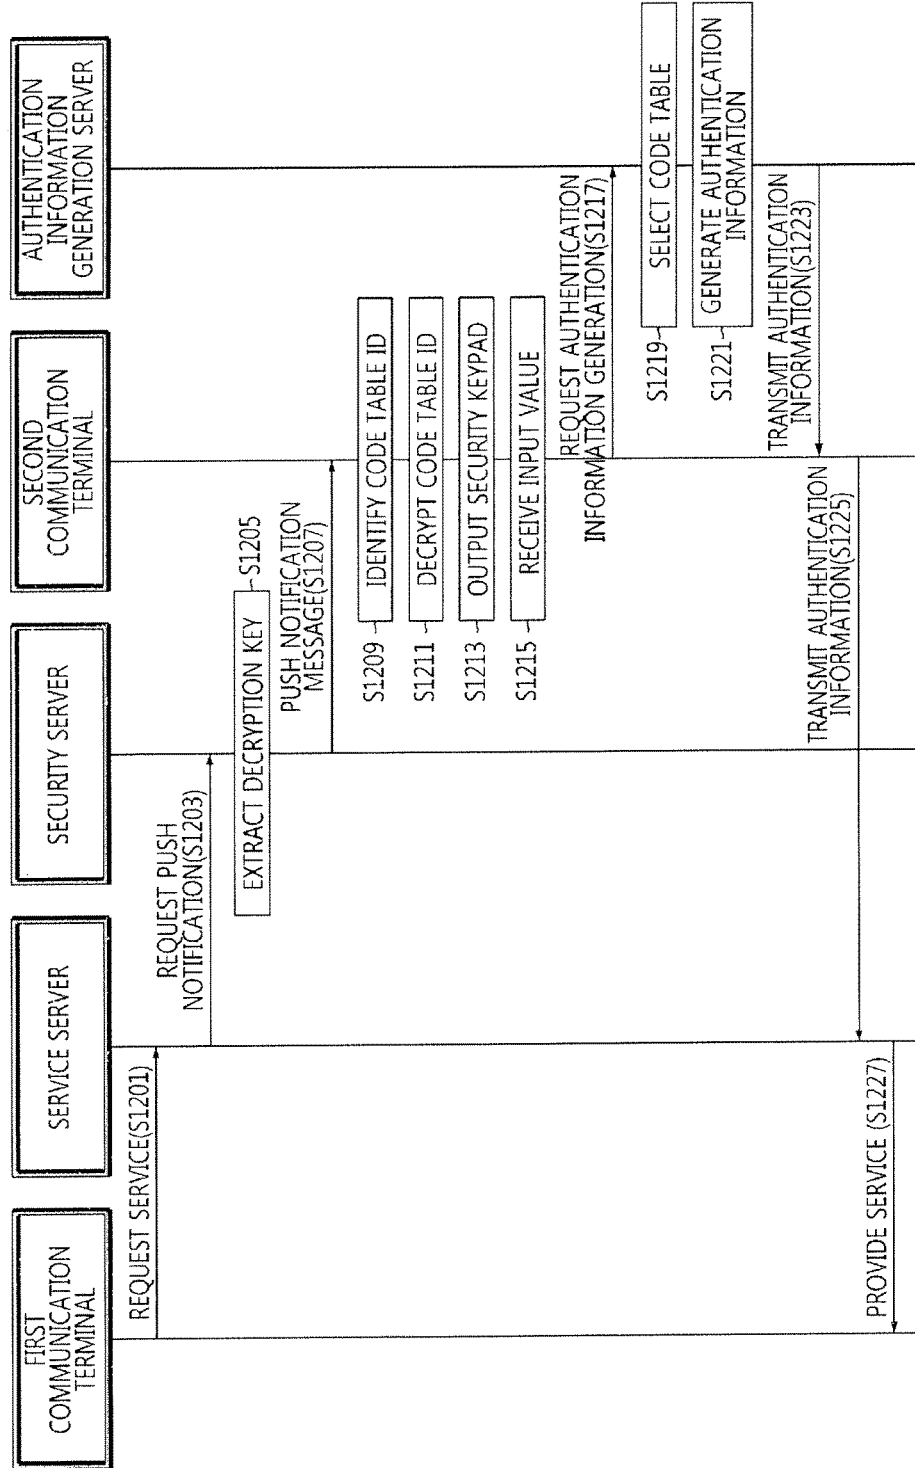 FIRST
COMMUNICATION
TERMINAL
SERVICE SERVER
SECURITY SERVER
SECOND
COMMUNICATION
TERMINAL
AUTHENTICATION
INFORMATION
GENERATION SERVER
REQUEST SERVICE(S1201)
REQUEST PUSH
NOTIFICATION(S1203)
EXTRACT DECRYPTION KEY
S1205
PUSH NOTIFICATION
MESSAGE(S1207)
S1209
IDENTIFY CODE TABLE ID
S1211
DECRYPT CODE TABLE ID
S1213
OUTPUT SECURITY KEYPAD
S1215
RECEIVE INPUT VALUE
REQUEST AUTHENTICATION
INFORMATION GENERATION(S1217)
S1219
SELECT CODE TABLE
S1221
GENERATE AUTHENTICATION
INFORMATION
TRANSMIT AUTHENTICATION
INFORMATION(S1223)
TRANSMIT AUTHENTICATION
INFORMATION(S1225)
PROVIDE SERVICE (S1227)